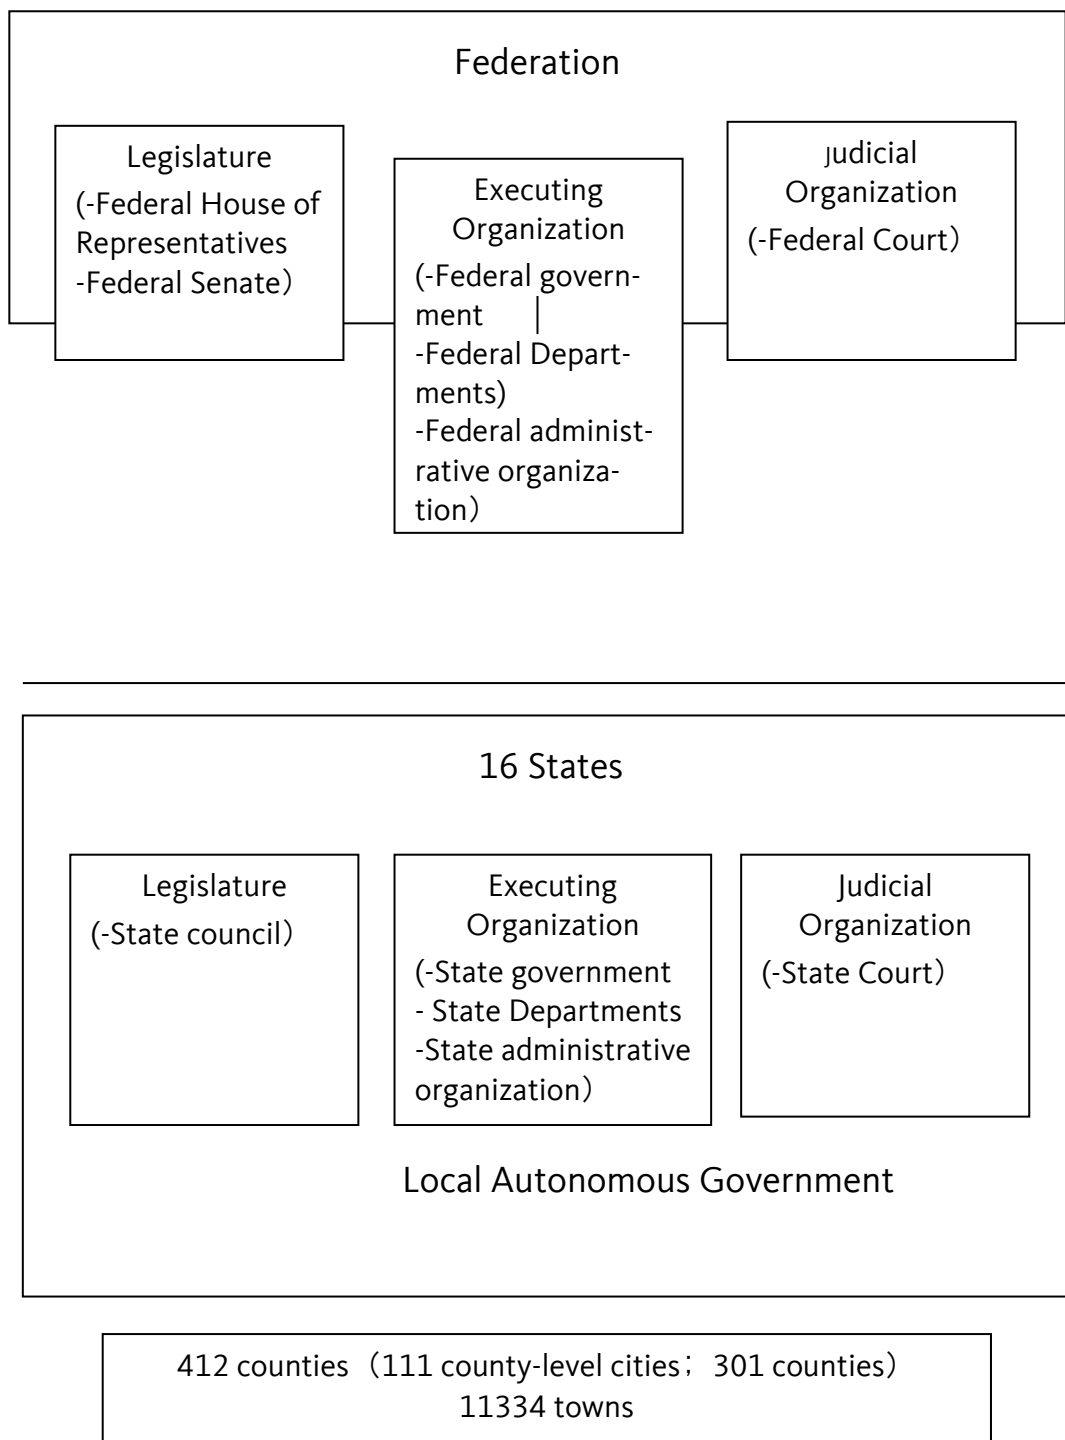 Federation
Legislature
(-Federal House of
Representatives
-Federal Senate）
Executing
Organization
(-Federal govern-
ment
-Federal Depart-
ments)
-Federal administ-
rative organiza-
tion）
Judicial
Organization
(-Federal Court）
16 States
Legislature
(-State council）
Executing
Organization
(-State government
- State Departments
-State administrative
organization）
Judicial
Organization
(-State Court）
Local Autonomous Government
412 counties（111 county-level cities；301 counties）
11334 towns